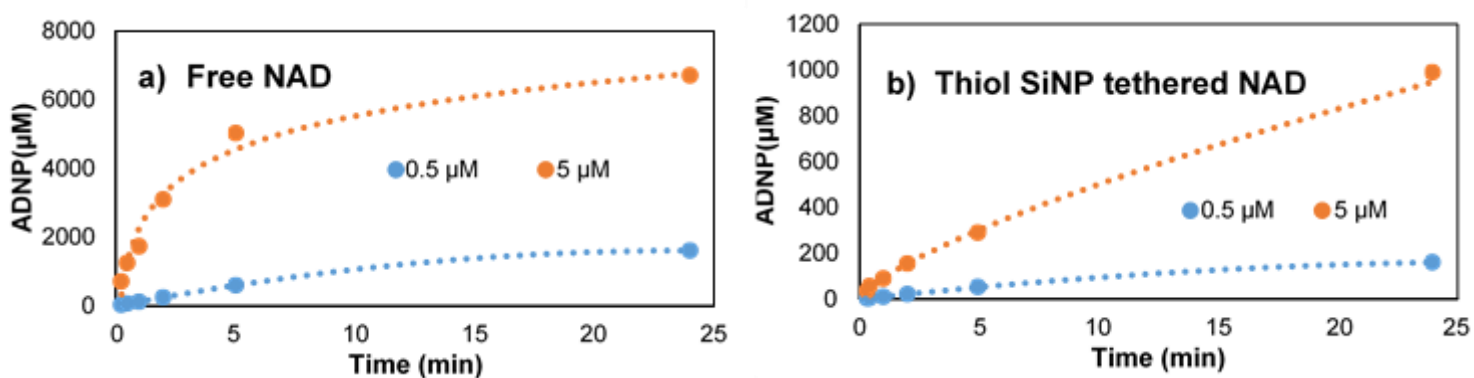 a) Free NAD
ADNP(µM)
8000
6000
4000
2000
0
0.5 µM
5 µM
0 5 10 15 20 25
Time (min)
b) Thiol SiNP tethered NAD
ADNP(µM)
1200
1000
800
600
400
200
0
0.5 µM
5 µM
0 5 10 15 20 25
Time (min)